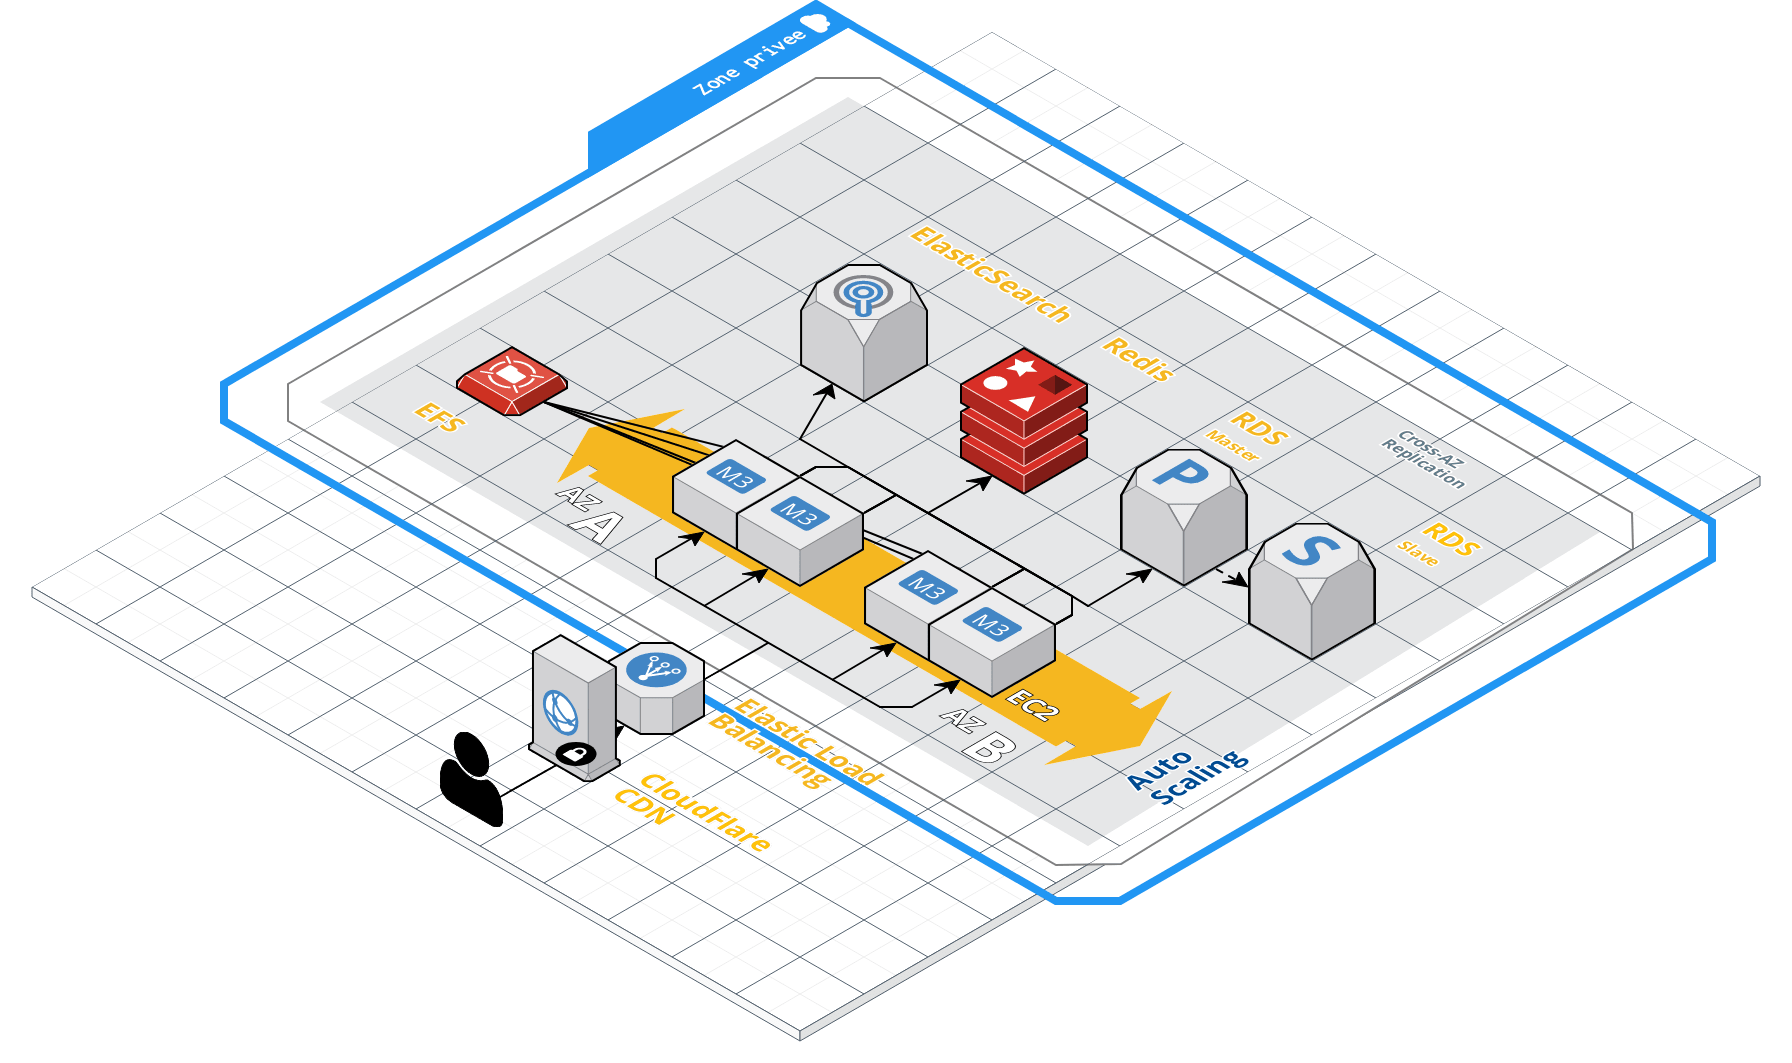 Zone privee
ElasticSearch
Redis
RDS
Master
Cross-AZ
Replication
RDS
Slave
EFS
P
S
M3
M3
M3
M3
AZ
A
AZ
B
EC2
Auto
Scaling
Elastic Load
Balancing
CloudFlare
CDN